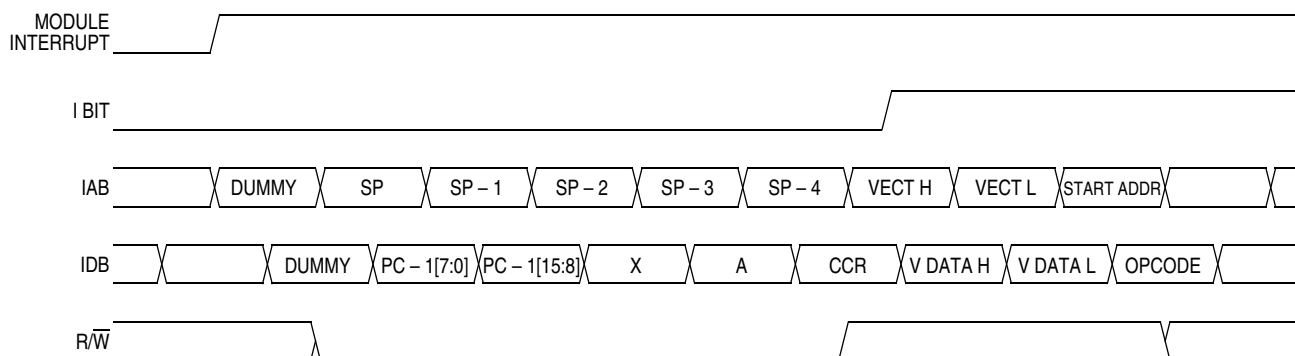 MODULE
INTERRUPT
I BIT
IAB DUMMY SP SP – 1 SP – 2 SP – 3 SP – 4 VECT H VECT L START ADDR
IDB DUMMY PC – 1[7:0] PC – 1[15:8] X A CCR V DATA H V DATA L OPCODE
R/W̅